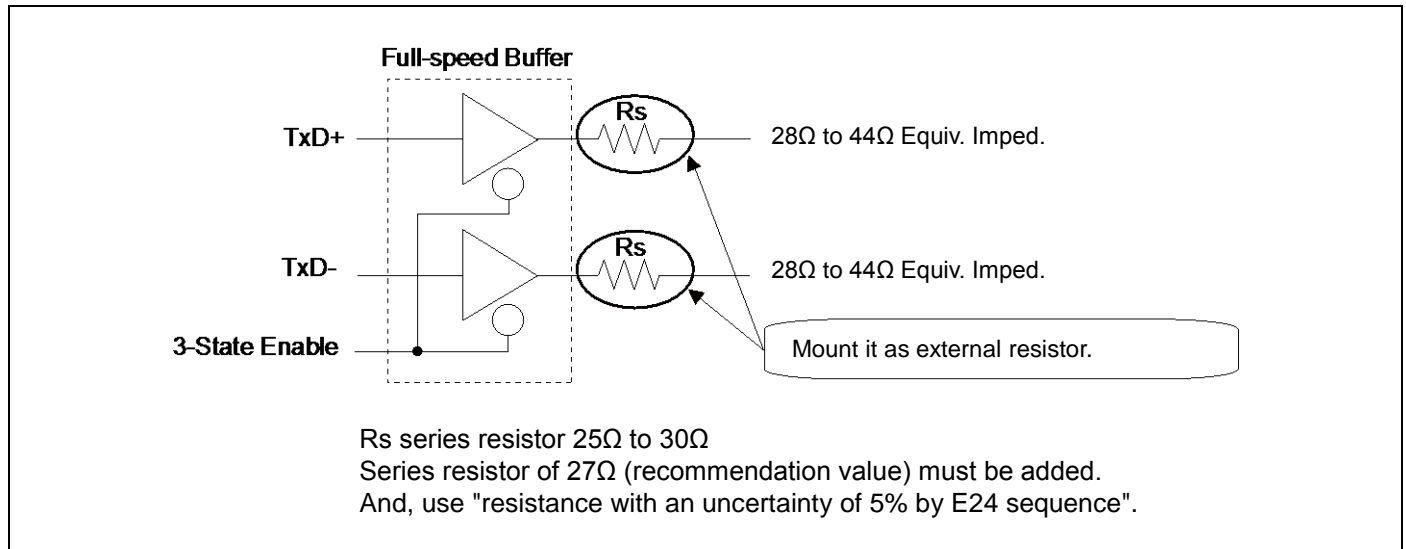 Full-speed Buffer
Rs
TxD+
28Ω to 44Ω Equiv. Imped.
Rs
TxD-
28Ω to 44Ω Equiv. Imped.
3-State Enable
Mount it as external resistor.
Rs series resistor 25Ω to 30Ω
Series resistor of 27Ω (recommendation value) must be added.
And, use "resistance with an uncertainty of 5% by E24 sequence".